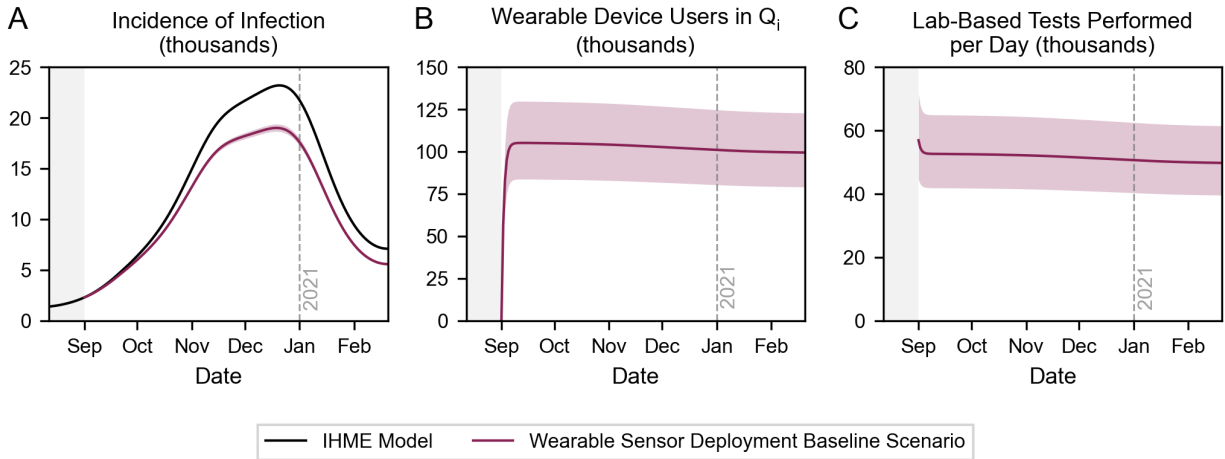 A
Incidence of Infection
(thousands)
25
20
15
10
5
0
2021
Sep Oct Nov Dec Jan Feb
Date
B
Wearable Device Users in Qi
(thousands)
150
125
100
75
50
25
0
2021
Sep Oct Nov Dec Jan Feb
Date
C
Lab-Based Tests Performed
per Day (thousands)
80
60
40
20
0
2021
Sep Oct Nov Dec Jan Feb
Date
IHME Model
Wearable Sensor Deployment Baseline Scenario